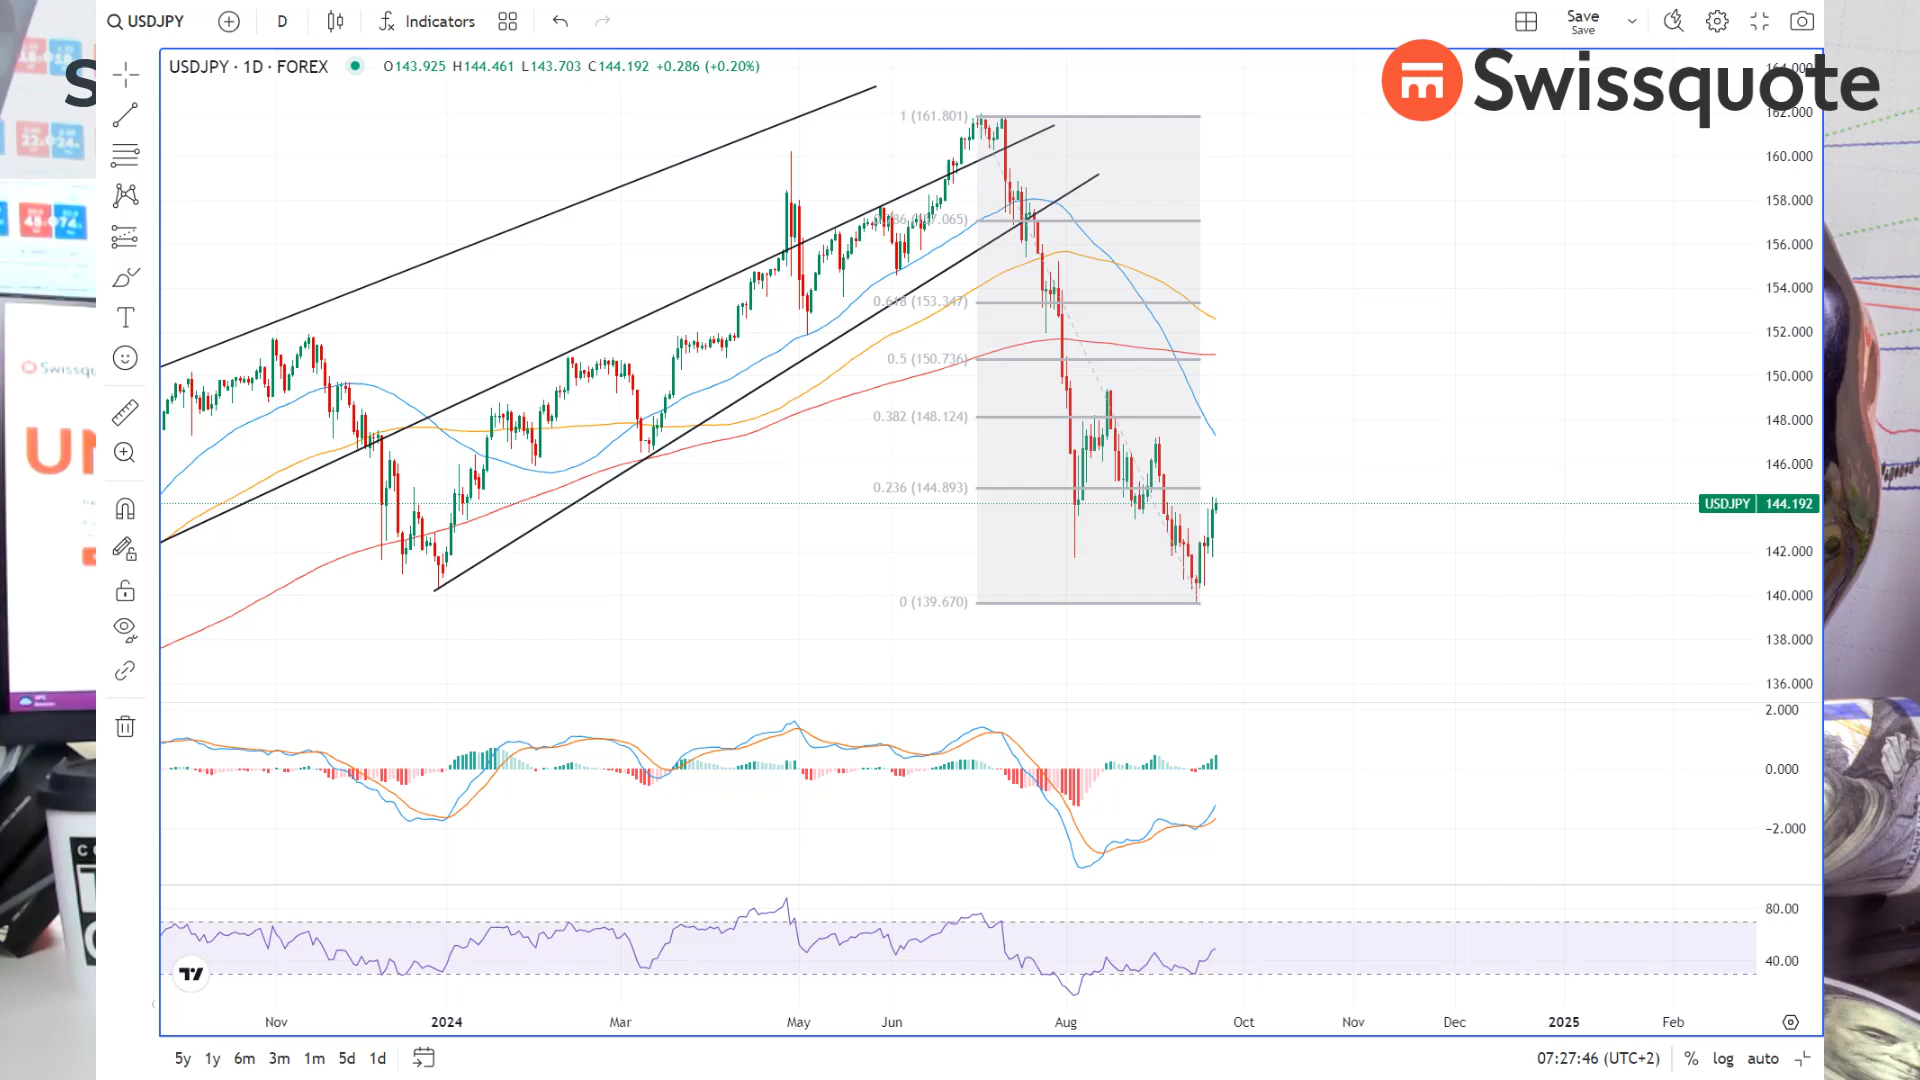 USDJPY
D
Indicators
Save
Save
Swissquote
USDJPY · 1D · FOREX O143.925 H144.461 L143.703 C144.192 +0.286 (+0.20%)
164.000
162.000
160.000
158.000
156.000
154.000
152.000
150.000
148.000
146.000
USDJPY 144.192
142.000
140.000
138.000
136.000
1 (161.801)
0.618 (153.347)
0.5 (150.736)
0.382 (148.124)
0.236 (144.893)
0 (139.670)
2.000
0.000
−2.000
80.00
40.00
Nov 2024 Mar May Jun Aug Oct Nov Dec 2025 Feb
5y 1y 6m 3m 1m 5d 1d
07:27:46 (UTC+2) % log auto